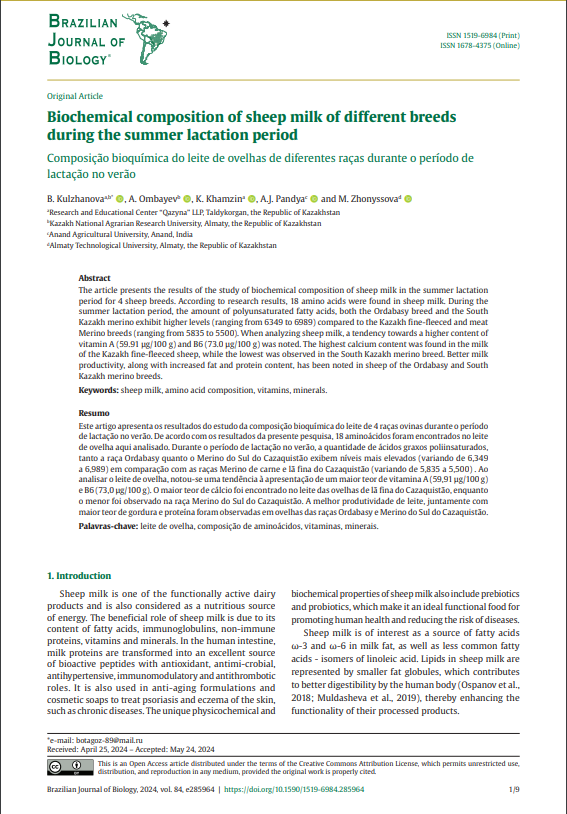 BRAZILIAN
JOURNAL OF
BIOLOGY®
ISSN 1519-6984 (Print)
ISSN 1678-4375 (Online)
Original Article
Biochemical composition of sheep milk of different breeds
during the summer lactation period
Composição bioquímica do leite de ovelhas de diferentes raças durante o período de
lactação no verão
B. Kulzhanovaᵃ,ᵇ* , A. Ombayevᵇ , K. Khamzinᵃ , A.J. Pandyaᶜ and M. Zhonyssovaᵈ
ᵃResearch and Educational Center “Qazyna” LLP, Taldykorgan, the Republic of Kazakhstan
ᵇKazakh National Agrarian Research University, Almaty, the Republic of Kazakhstan
ᶜAnand Agricultural University, Anand, India
ᵈAlmaty Technological University, Almaty, the Republic of Kazakhstan
Abstract
The article presents the results of the study of biochemical composition of sheep milk in the summer lactation
period for 4 sheep breeds. According to research results, 18 amino acids were found in sheep milk. During the
summer lactation period, the amount of polyunsaturated fatty acids, both the Ordabasy breed and the South
Kazakh merino exhibit higher levels (ranging from 6349 to 6989) compared to the Kazakh fine-fleeced and meat
Merino breeds (ranging from 5835 to 5500). When analyzing sheep milk, a tendency towards a higher content of
vitamin A (59.91 μg/100 g) and B6 (73.0 μg/100 g) was noted. The highest calcium content was found in the milk
of the Kazakh fine-fleeced sheep, while the lowest was observed in the South Kazakh merino breed. Better milk
productivity, along with increased fat and protein content, has been noted in sheep of the Ordabasy and South
Kazakh merino breeds.
Keywords: sheep milk, amino acid composition, vitamins, minerals.
Resumo
Este artigo apresenta os resultados do estudo da composição bioquímica do leite de 4 raças ovinas durante o período
de lactação no verão. De acordo com os resultados da presente pesquisa, 18 aminoácidos foram encontrados no leite
de ovelha aqui analisado. Durante o período de lactação no verão, a quantidade de ácidos graxos poliinsaturados,
tanto a raça Ordabasy quanto o Merino do Sul do Cazaquistão exibem níveis mais elevados (variando de 6,349
a 6,989) em comparação com as raças Merino de carne e lã fina do Cazaquistão (variando de 5,835 a 5,500) . Ao
analisar o leite de ovelha, notou-se uma tendência à apresentação de um maior teor de vitamina A (59,91 μg/100 g)
e B6 (73,0 μg/100 g). O maior teor de cálcio foi encontrado no leite das ovelhas de lã fina do Cazaquistão, enquanto
o menor foi observado na raça Merino do Sul do Cazaquistão. A melhor produtividade de leite, juntamente com
maior teor de gordura e proteína foram observadas em ovelhas das raças Ordabasy e Merino do Sul do Cazaquistão.
Palavras-chave: leite de ovelha, composição de aminoácidos, vitaminas, minerais.
1. Introduction
Sheep milk is one of the functionally active dairy
products and is also considered as a nutritious source
of energy. The beneficial role of sheep milk is due to its
content of fatty acids, immunoglobulins, non-immune
proteins, vitamins and minerals. In the human intestine,
milk proteins are transformed into an excellent source
of bioactive peptides with antioxidant, antimi-crobial,
antihypertensive, immunomodulatory and antithrombotic
roles. It is also used in anti-aging formulations and
cosmetic soaps to treat psoriasis and eczema of the skin,
such as chronic diseases. The unique physicochemical and
biochemical properties of sheep milk also include prebiotics
and probiotics, which make it an ideal functional food for
promoting human health and reducing the risk of diseases.
Sheep milk is of interest as a source of fatty acids
ω-3 and ω-6 in milk fat, as well as less common fatty
acids - isomers of linoleic acid. Lipids in sheep milk are
represented by smaller fat globules, which contributes
to better digestibility by the human body (Ospanov et al.,
2018; Muldasheva et al., 2019), thereby enhancing the
functionality of their processed products.
*e-mail: botagoz-89@mail.ru
Received: April 25, 2024 – Accepted: May 24, 2024
cc BY
This is an Open Access article distributed under the terms of the Creative Commons Attribution License, which permits unrestricted use,
distribution, and reproduction in any medium, provided the original work is properly cited.
Brazilian Journal of Biology, 2024, vol. 84, e285964 | https://doi.org/10.1590/1519-6984.285964
1/9